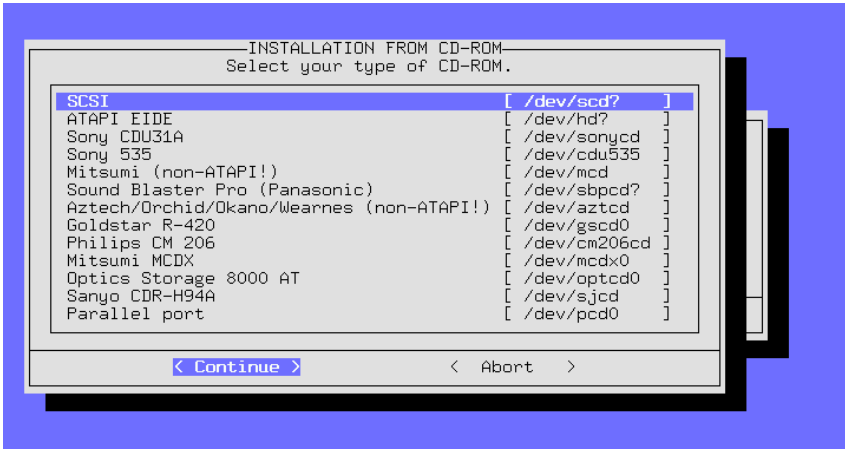 INSTALLATION FROM CD-ROM
Select your type of CD-ROM.
SCSI [ /dev/scd? ]
ATAPI EIDE [ /dev/hd? ]
Sony CDU31A [ /dev/sonycd ]
Sony 535 [ /dev/cdu535 ]
Mitsumi (non-ATAPI!) [ /dev/mcd ]
Sound Blaster Pro (Panasonic) [ /dev/sbpcd? ]
Aztech/Orchid/Okano/Wearnes (non-ATAPI!) [ /dev/aztcd ]
Goldstar R-420 [ /dev/gscd0 ]
Philips CM 206 [ /dev/cm206cd ]
Mitsumi MCDX [ /dev/mcdx0 ]
Optics Storage 8000 AT [ /dev/optcd0 ]
Sanyo CDR-H94A [ /dev/sjcd ]
Parallel port [ /dev/pcd0 ]
< Continue > < Abort >